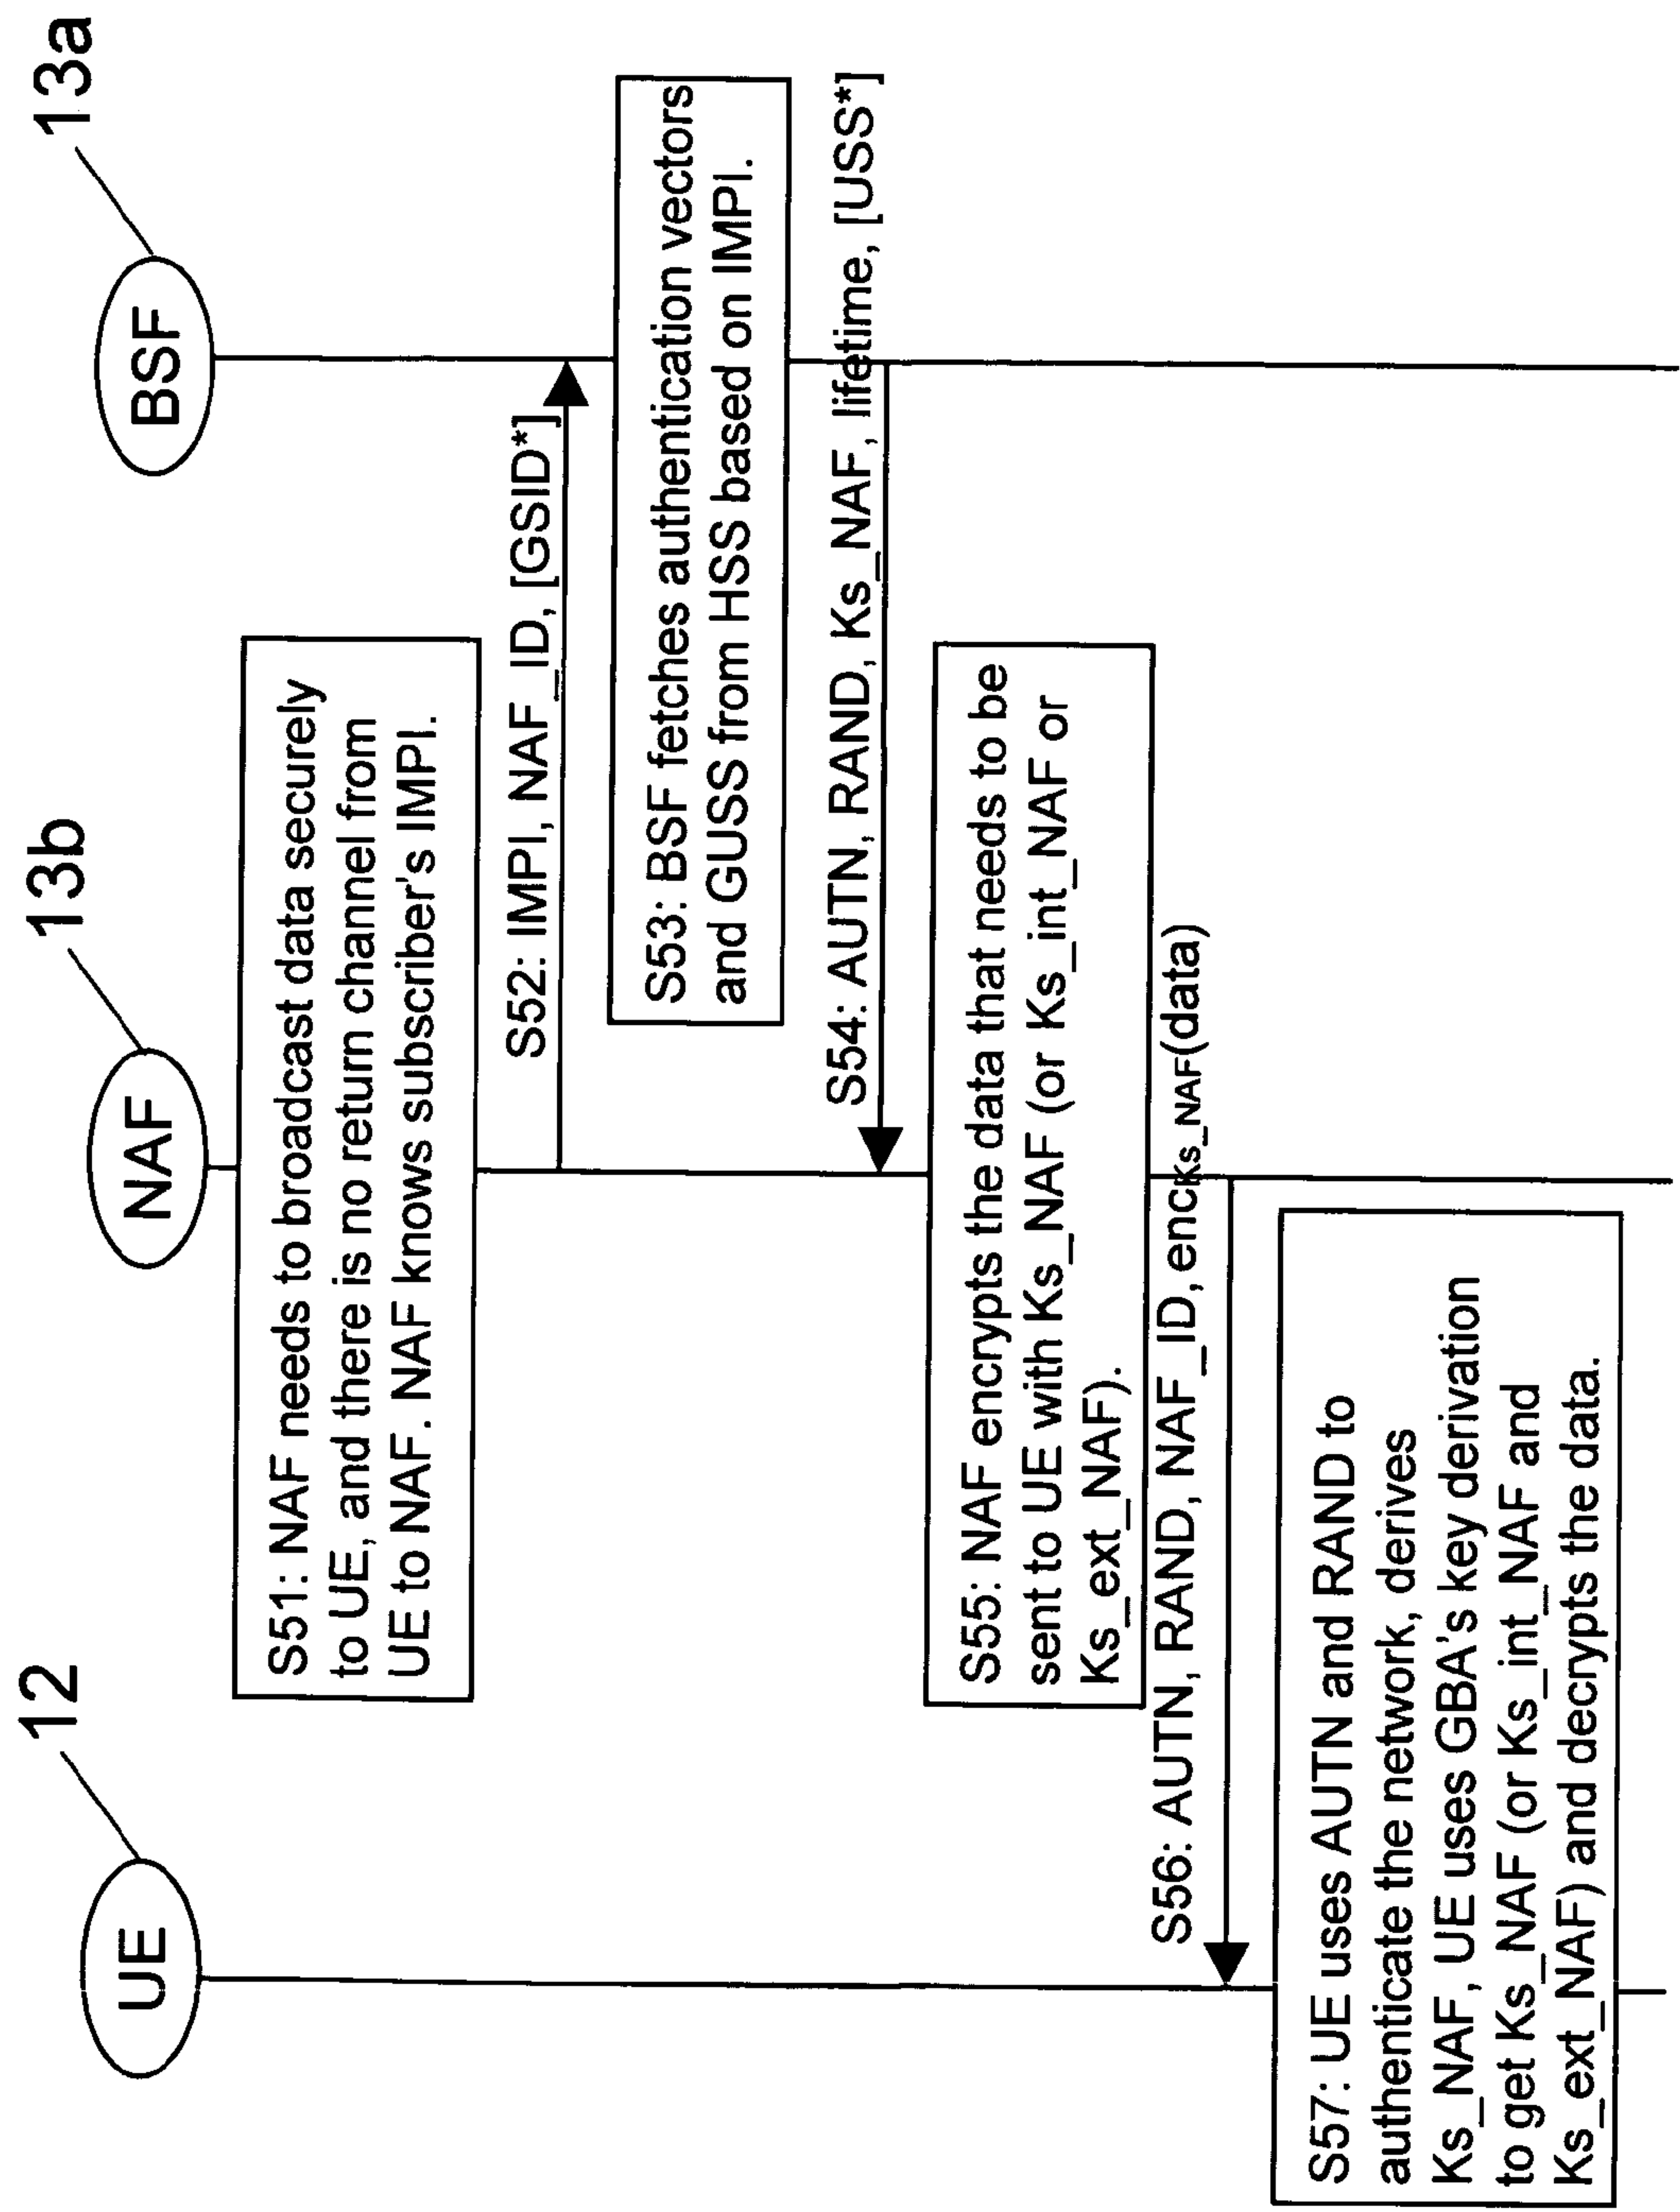 12
13b
13a
UE
NAF
BSF
S51: NAF needs to broadcast data securely
to UE, and there is no return channel from
UE to NAF. NAF knows subscriber's IMPI.
S52: IMPI, NAF_ID, [GSID*]
S53: BSF fetches authentication vectors
and GUSS from HSS based on IMPI.
S54: AUTN, RAND, Ks_NAF, lifetime, [USS*]
S55: NAF encrypts the data that needs to be
sent to UE with Ks_NAF (or Ks_int_NAF or
Ks_ext_NAF).
S56: AUTN, RAND, NAF_ID, encKs_NAF(data)
S57: UE uses AUTN and RAND to
authenticate the network, derives
Ks_NAF, UE uses GBA's key derivation
to get Ks_NAF (or Ks_int_NAF and
Ks_ext_NAF) and decrypts the data.